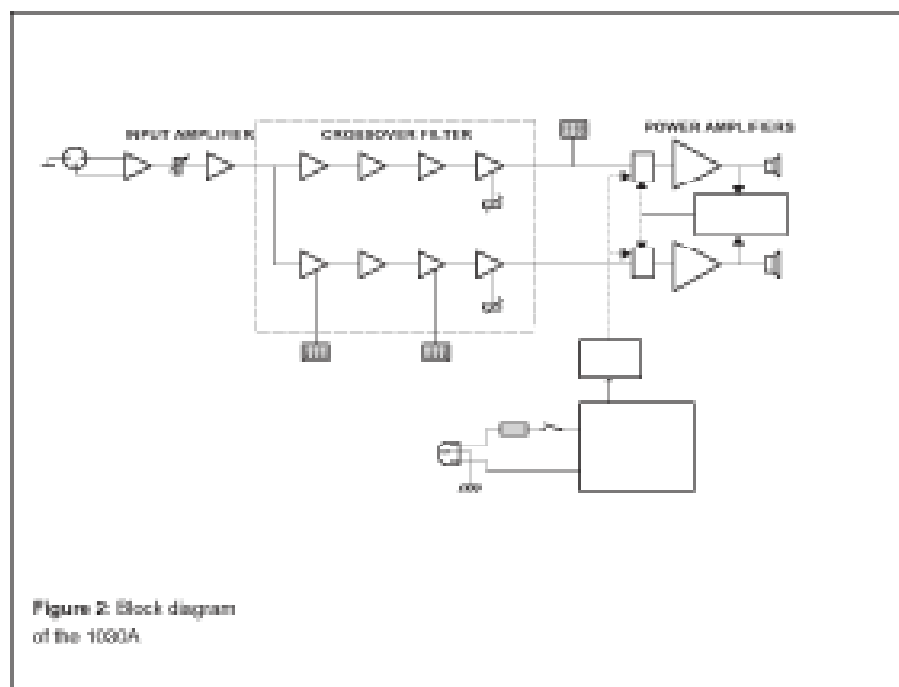 INPUT AMPLIFIER
CROSSOVER FILTER
POWER AMPLIFIERS
Figure 2: Block diagram
of the 1030A